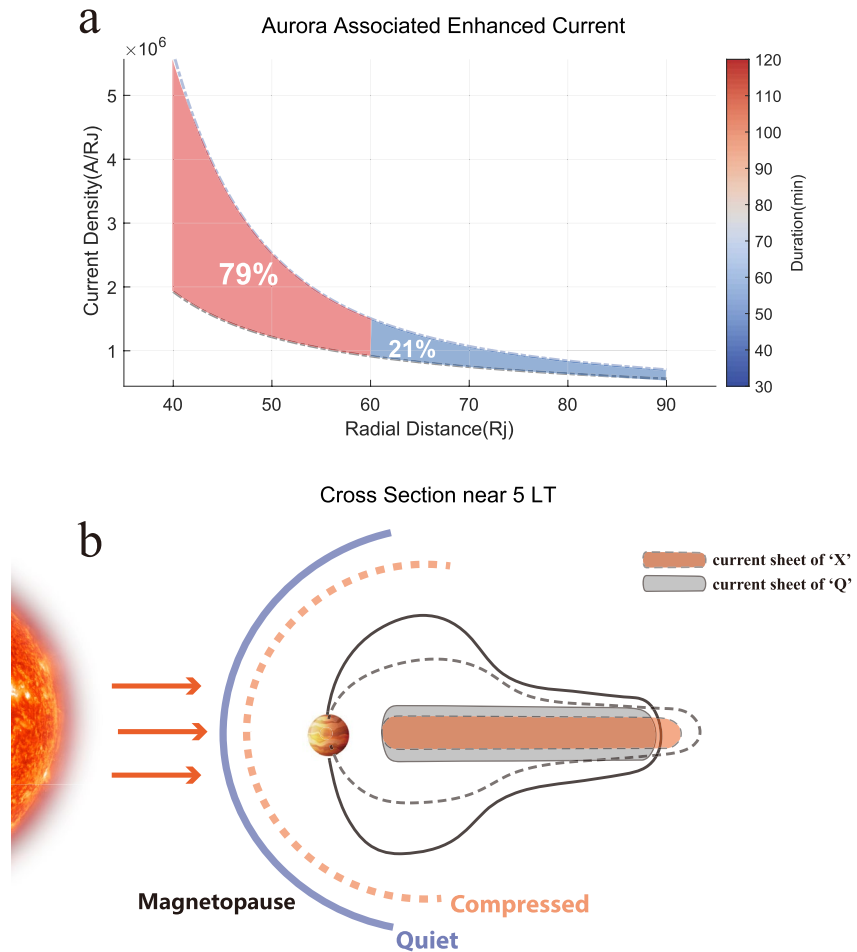 a
Aurora Associated Enhanced Current
×10⁶
5
4
3
2
1
Current Density(A/RJ)
79%
21%
40 50 60 70 80 90
Radial Distance(Rj)
120
110
100
90
80
70
60
50
40
30
Duration(min)
Cross Section near 5 LT
b
current sheet of ‘X’
current sheet of ‘Q’
Magnetopause
Compressed
Quiet